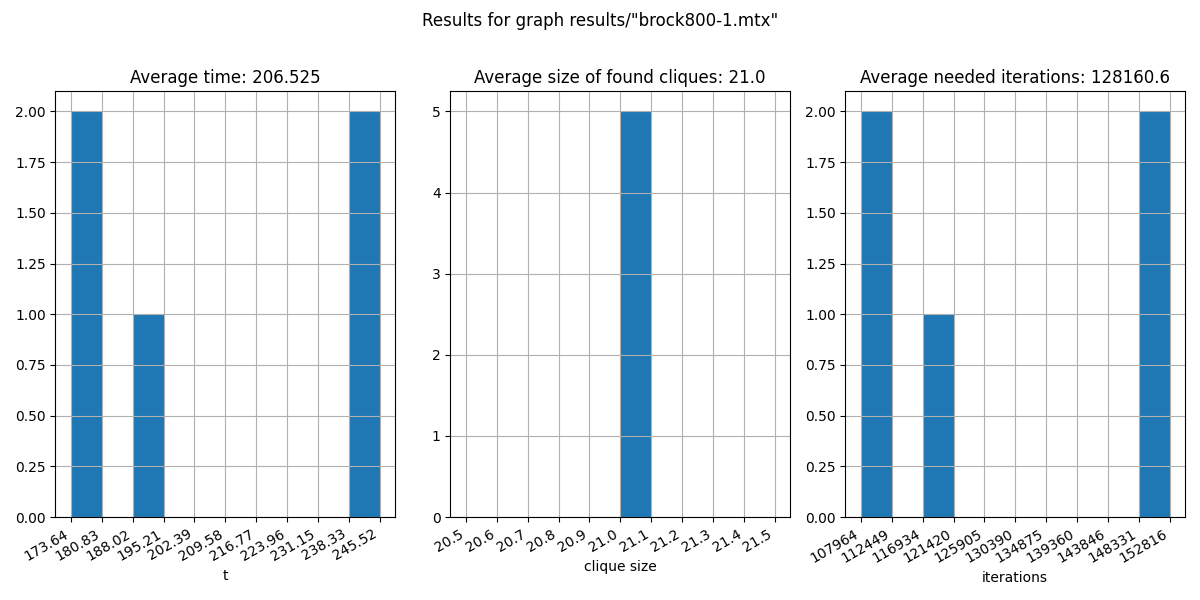 Results for graph results/"brock800-1.mtx"
Average time: 206.525
2.00
1.75
1.50
1.25
1.00
0.75
0.50
0.25
0.00
173.64 180.83 188.02 195.21 202.39 209.58 216.77 223.96 231.15 238.33 245.52
t
Average size of found cliques: 21.0
5
4
3
2
1
0
20.5 20.6 20.7 20.8 20.9 21.0 21.1 21.2 21.3 21.4 21.5
clique size
Average needed iterations: 128160.6
2.00
1.75
1.50
1.25
1.00
0.75
0.50
0.25
0.00
107964 112449 116934 121420 125905 130390 134875 139360 143846 148331 152816
iterations